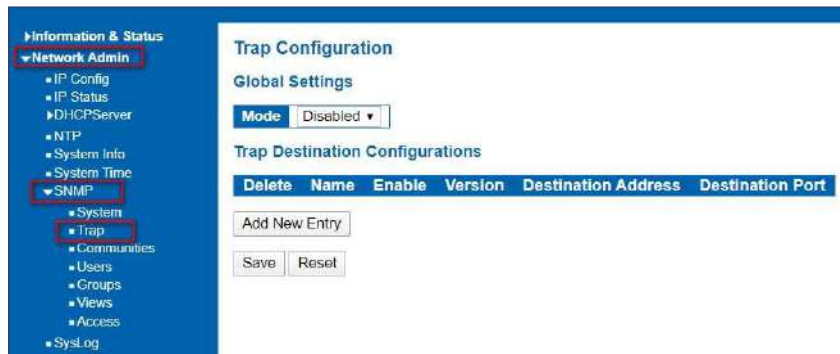 Information & Status
Network Admin
IP Config
IP Status
DHCPServer
NTP
System Info
System Time
SNMP
System
Trap
Communities
Users
Groups
Views
Access
SysLog
Trap Configuration
Global Settings
Mode Disabled
Trap Destination Configurations
Delete Name Enable Version Destination Address Destination Port
Add New Entry
Save Reset